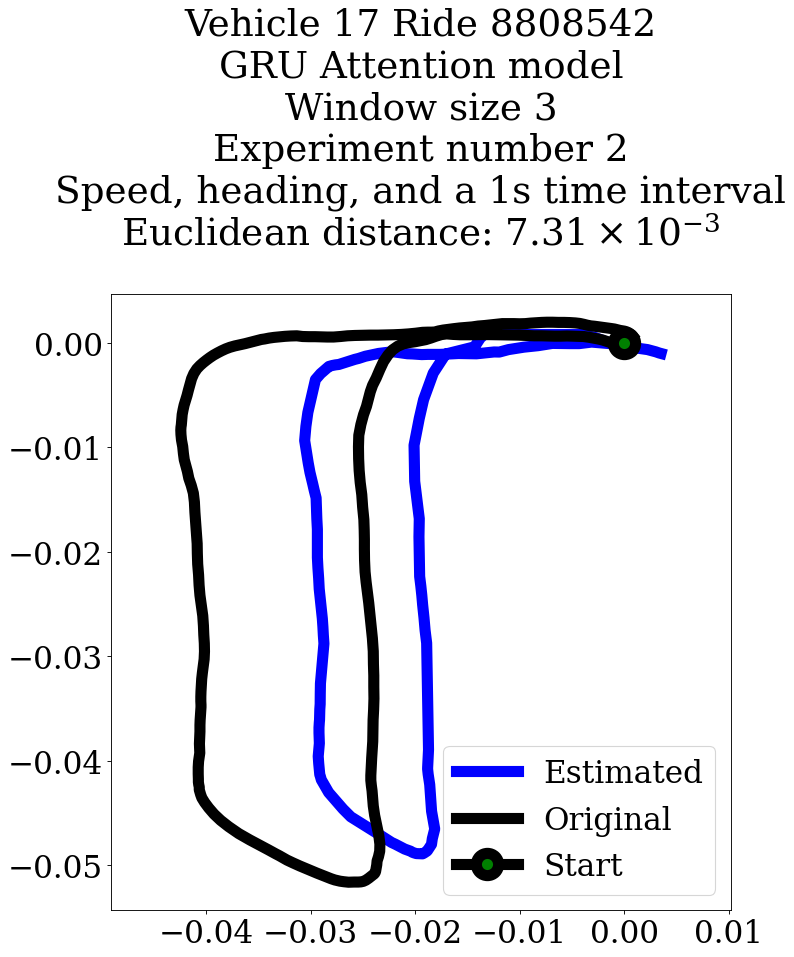 Vehicle 17 Ride 8808542
GRU Attention model
Window size 3
Experiment number 2
Speed, heading, and a 1s time interval
Euclidean distance: 7.31 × 10⁻³
0.00
−0.01
−0.02
−0.03
−0.04
−0.05
Estimated
Original
Start
−0.04 −0.03 −0.02 −0.01 0.00 0.01